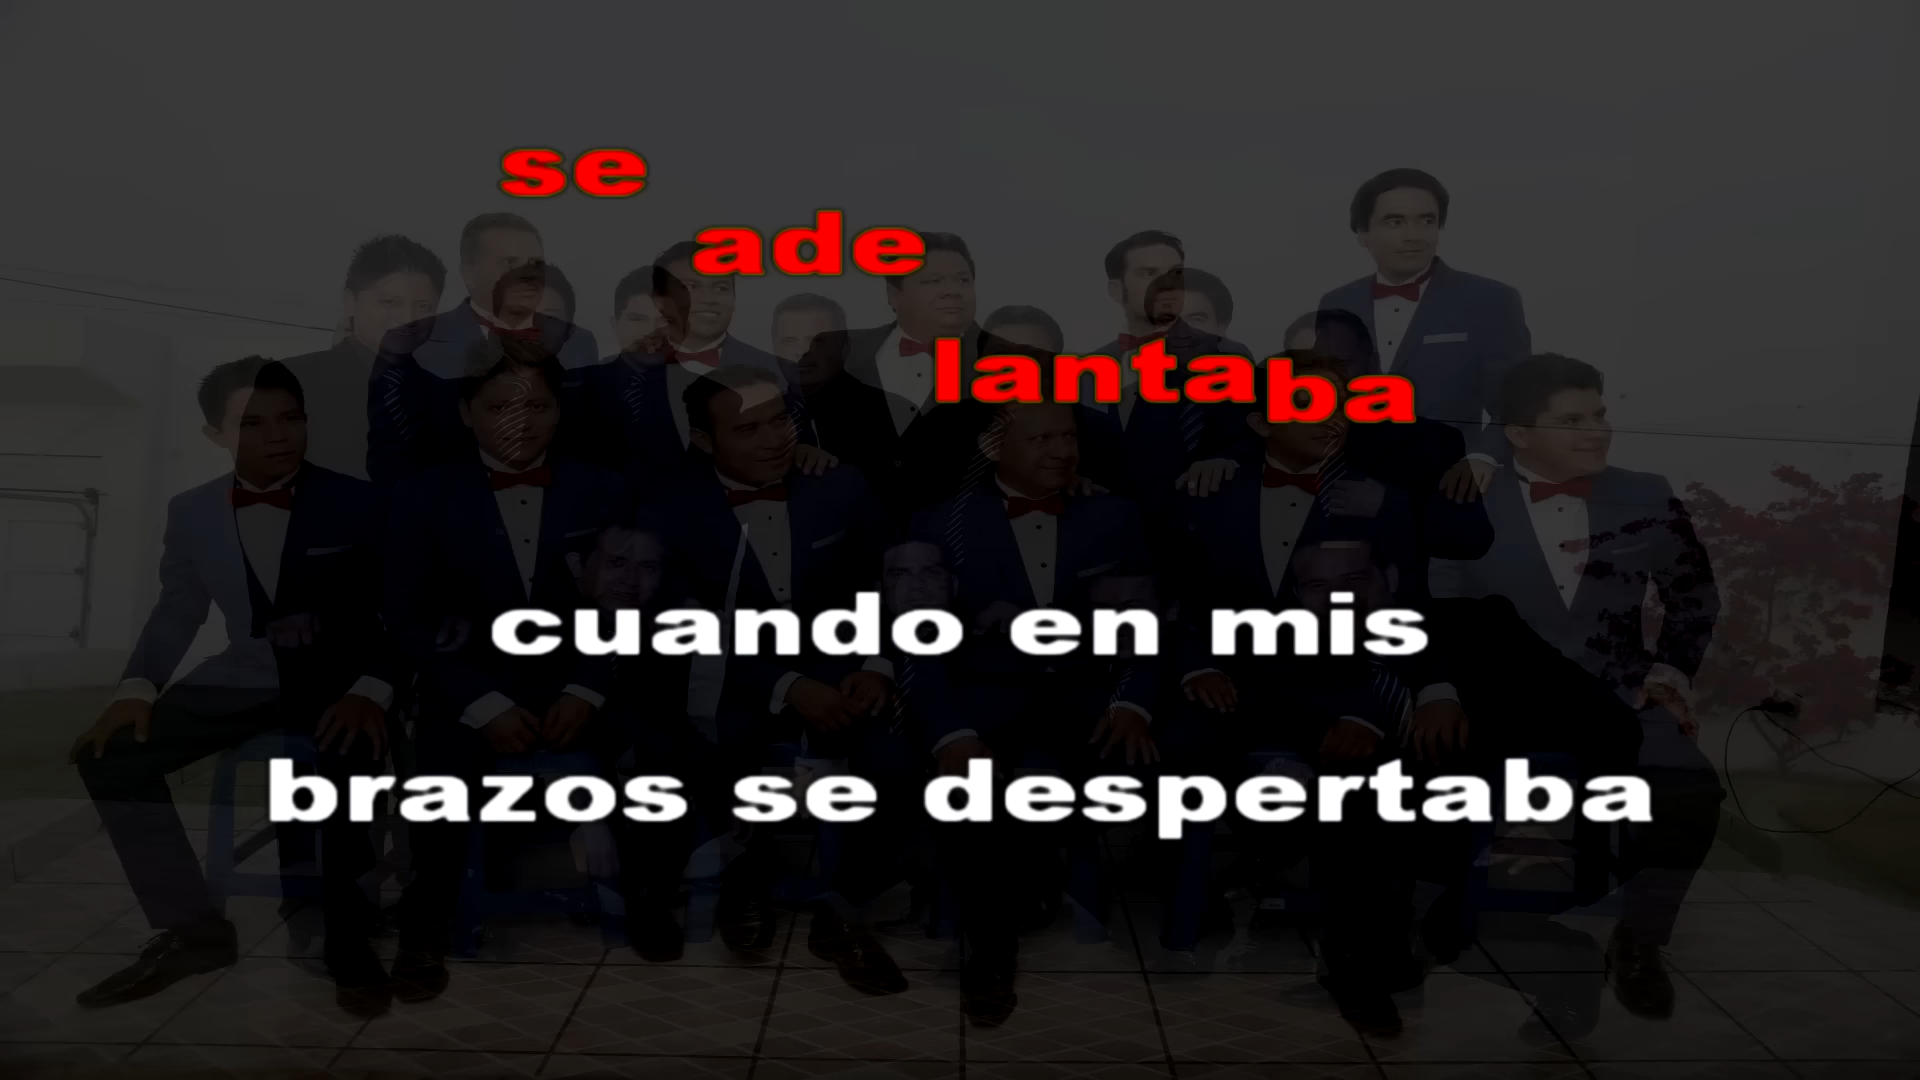 se
ade
lantaba
cuando en mis
brazos se despertaba